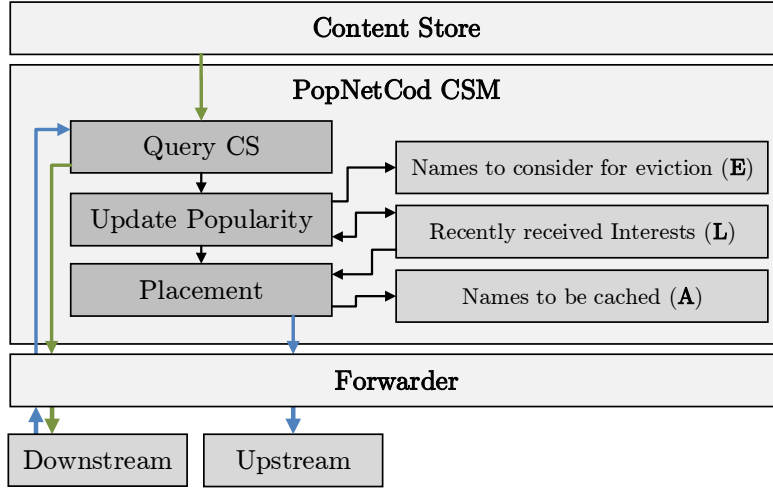 Content Store
PopNetCod CSM
Query CS
Names to consider for eviction (E)
Update Popularity
Recently received Interests (L)
Placement
Names to be cached (A)
Forwarder
Downstream
Upstream